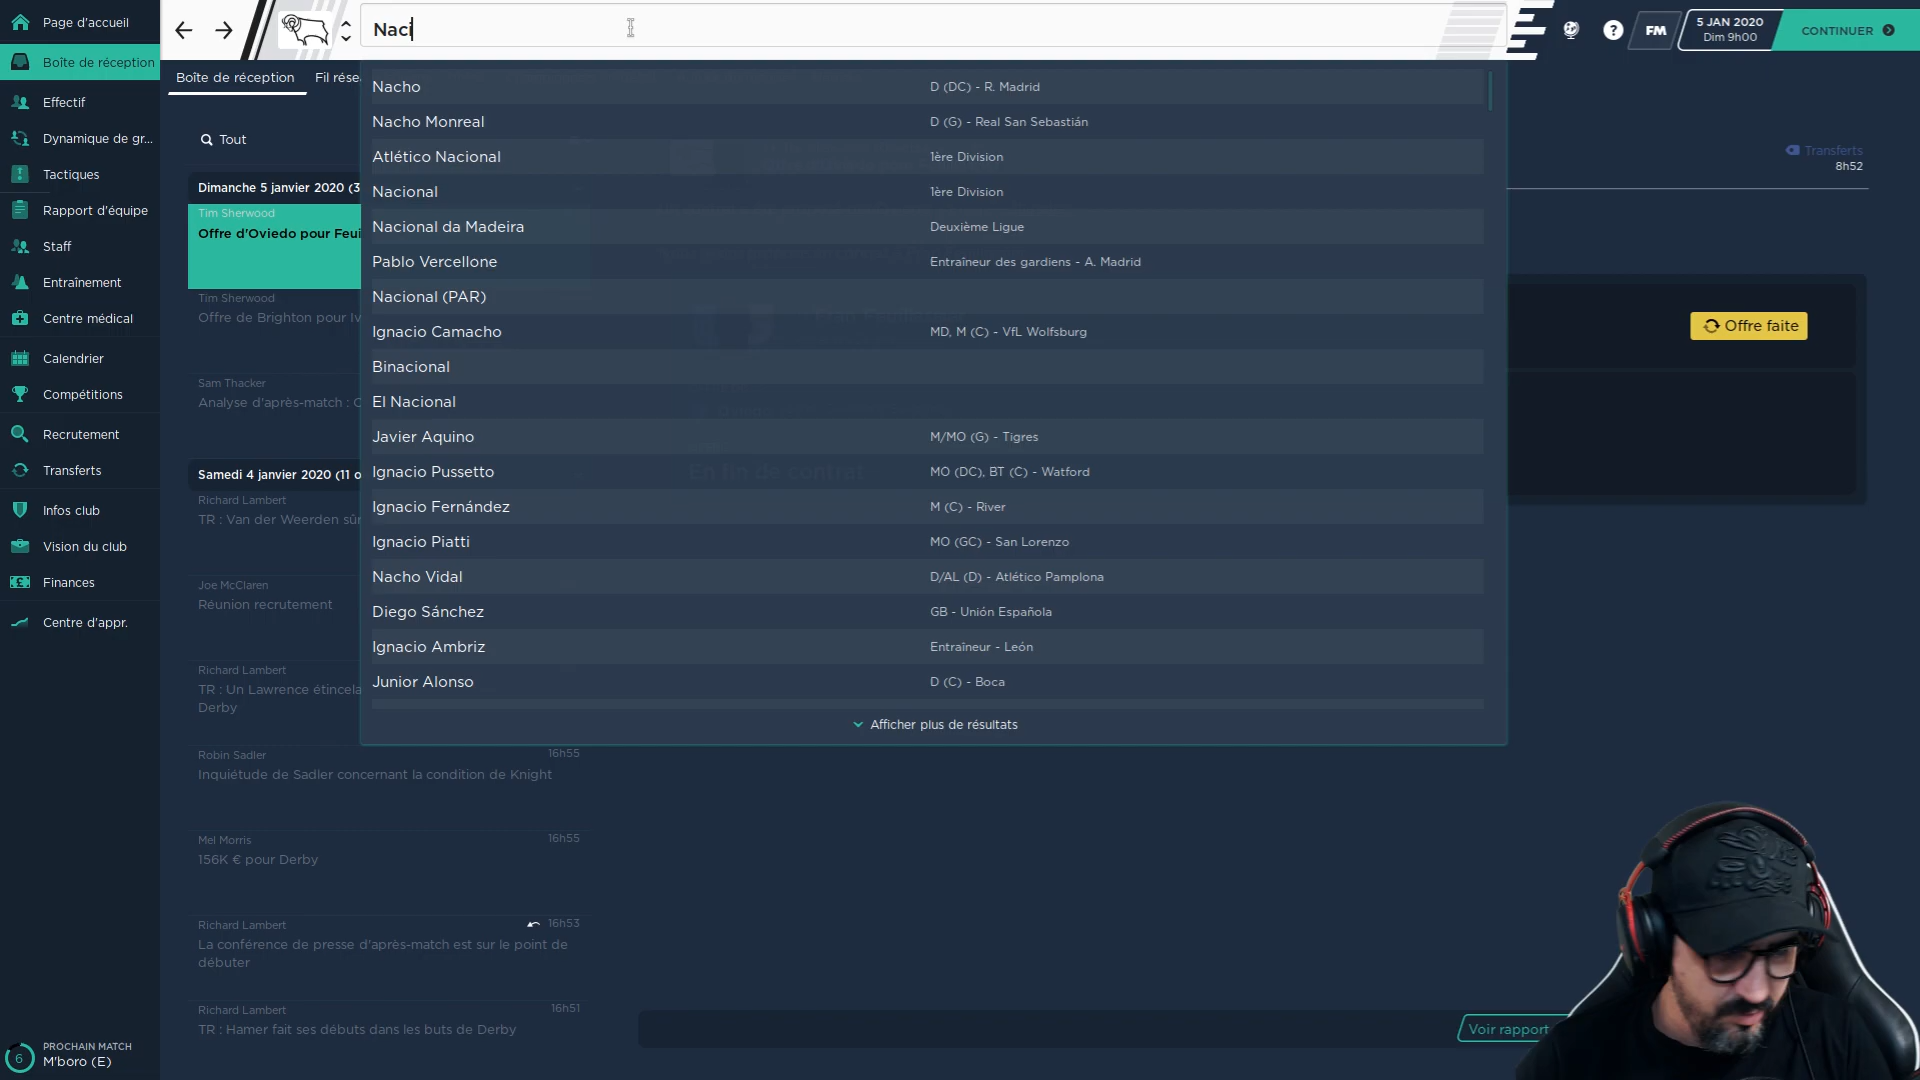 Page d'accueil
Naci
5 JAN 2020
Dim 9h00
CONTINUER
FM
?
Boîte de réception
Boîte de réception
Fil rése
Effectif
Dynamique de gr...
Tactiques
Rapport d'équipe
Staff
Entraînement
Centre médical
Calendrier
Compétitions
Recrutement
Transferts
Infos club
Vision du club
Finances
Centre d'appr.
6
PROCHAIN MATCH
M'boro (E)
Tout
Dimanche 5 janvier 2020 (3
Tim Sherwood
Offre d'Oviedo pour Feui
Tim Sherwood
Offre de Brighton pour Iv
Sam Thacker
Analyse d'après-match : C
Samedi 4 janvier 2020 (11 o
Richard Lambert
TR : Van der Weerden sûr
Joe McClaren
Réunion recrutement
Richard Lambert
TR : Un Lawrence étincela
Derby
Robin Sadler
16h55
Inquiétude de Sadler concernant la condition de Knight
Mel Morris
16h55
156K € pour Derby
Richard Lambert
16h53
La conférence de presse d'après-match est sur le point de
débuter
Richard Lambert
16h51
TR : Hamer fait ses débuts dans les buts de Derby
Nacho D (DC) - R. Madrid
Nacho Monreal D (G) - Real San Sebastián
Atlético Nacional 1ère Division
Nacional 1ère Division
Nacional da Madeira Deuxième Ligue
Pablo Vercellone Entraîneur des gardiens - A. Madrid
Nacional (PAR)
Ignacio Camacho MD, M (C) - VfL Wolfsburg
Binacional
El Nacional
Javier Aquino M/MO (G) - Tigres
Ignacio Pussetto MO (DC), BT (C) - Watford
En fin de contrat
Ignacio Fernández M (C) - River
Ignacio Piatti MO (GC) - San Lorenzo
Nacho Vidal D/AL (D) - Atlético Pamplona
Diego Sánchez GB - Unión Española
Ignacio Ambriz Entraîneur - León
Junior Alonso D (C) - Boca
Afficher plus de résultats
Transferts
8h52
Offre faite
Voir rapport